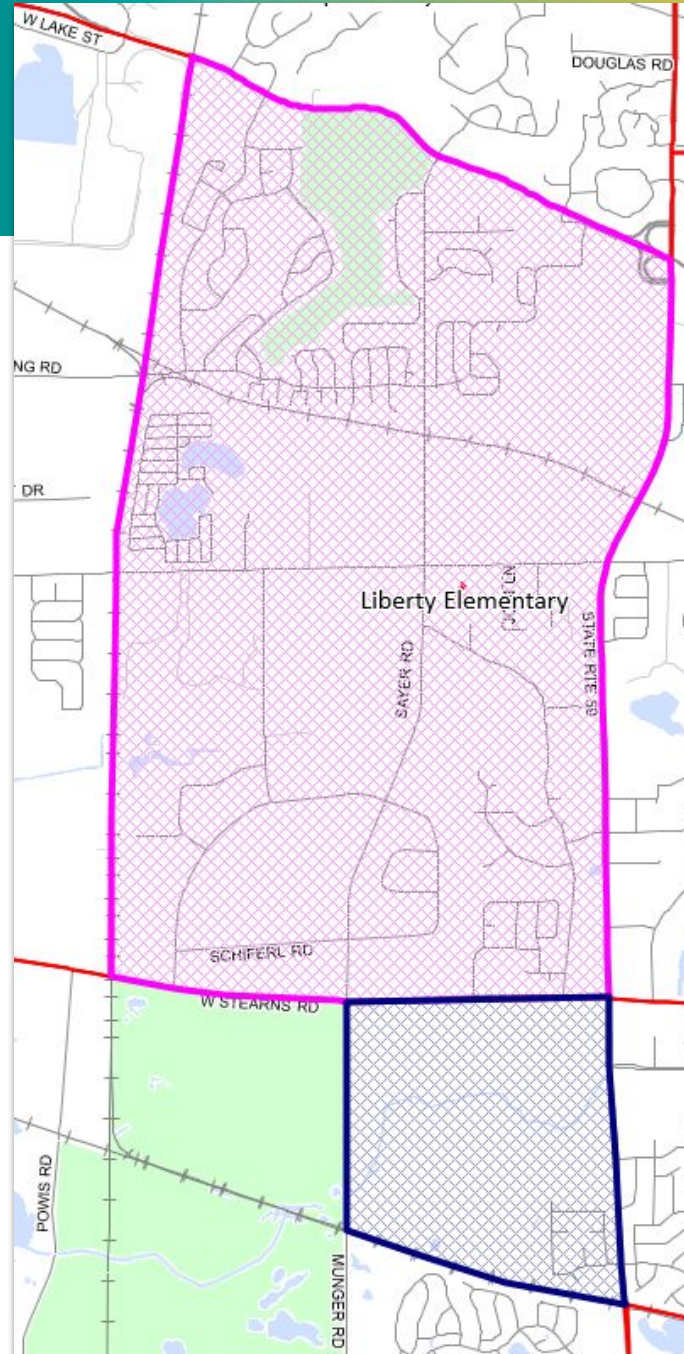 W LAKE ST
DOUGLAS RD
NG RD
DR
Liberty Elementary
LN
SAYER RD
STATE RTE 59
SCHIFERL RD
W STEARNS RD
POWIS RD
MUNGER RD